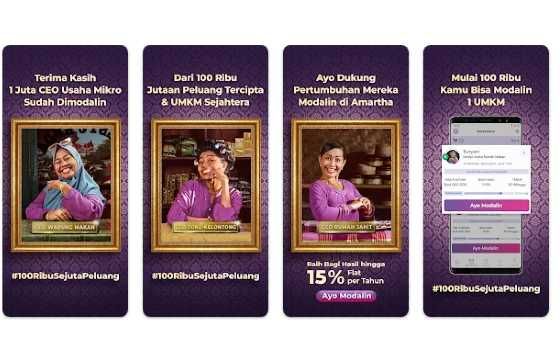 Terima Kasih
1 Juta CEO Usaha Mikro
Sudah Dimodalin
CEO WARUNG MAKAN
#100RibuSejutaPeluang
Dari 100 Ribu
Jutaan Peluang Tercipta
& UMKM Sejahtera
CEO TOKO KELONTONG
#100RibuSejutaPeluang
Ayo Dukung
Pertumbuhan Mereka
Modalin di Amartha
CEO RUMAH JAHIT
Raih Bagi Hasil hingga
15% Flat
per Tahun
Ayo Modalin
Mulai 100 Ribu
Kamu Bisa Modalin
1 UMKM
Ayo Modalin
Ayo Modalin
#100RibuSejutaPeluang